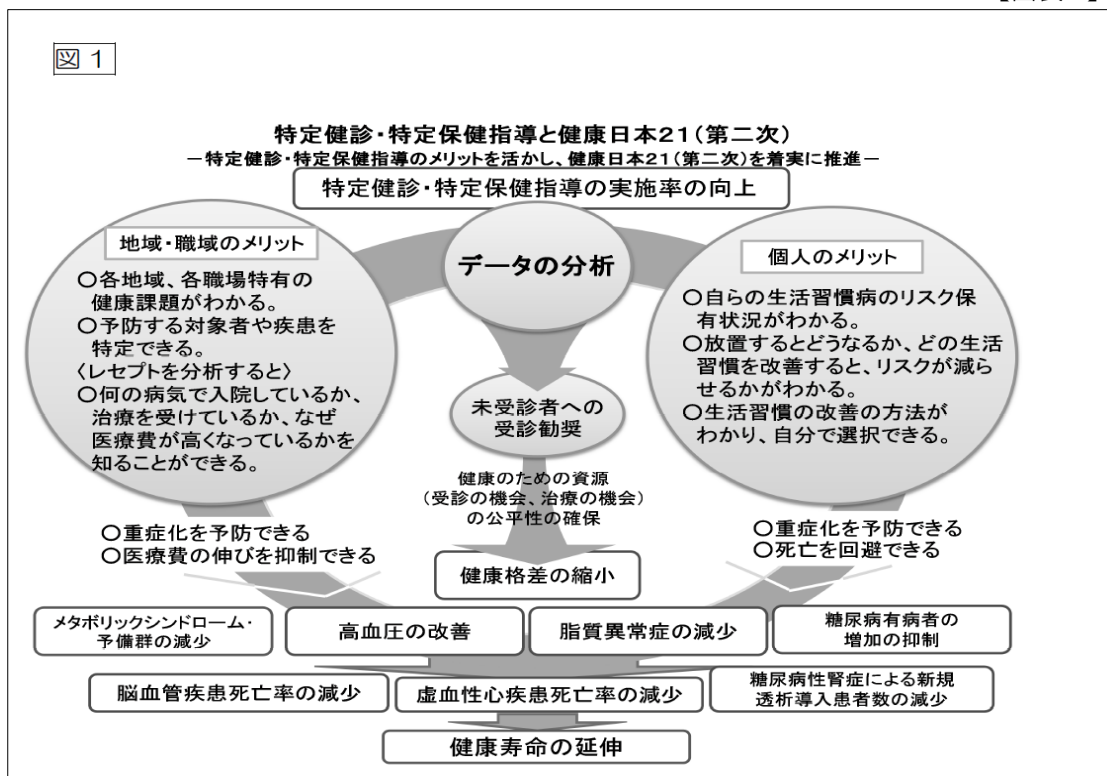 図1
特定健診・特定保健指導と健康日本21(第二次)
―特定健診・特定保健指導のメリットを活かし、健康日本21(第二次)を着実に推進―
特定健診・特定保健指導の実施率の向上
地域・職域のメリット
○各地域、各職場特有の
健康課題がわかる。
○予防する対象者や疾患を
特定できる。
〈レセプトを分析すると〉
○何の病気で入院しているか、
治療を受けているか、なぜ
医療費が高くなっているかを
知ることができる。
データの分析
個人のメリット
○自らの生活習慣病のリスク保
有状況がわかる。
○放置するとどうなるか、どの生活
習慣を改善すると、リスクが減ら
せるかがわかる。
○生活習慣の改善の方法が
わかり、自分で選択できる。
未受診者への
受診勧奨
健康のための資源
(受診の機会、治療の機会)
の公平性の確保
○重症化を予防できる
○医療費の伸びを抑制できる
○重症化を予防できる
○死亡を回避できる
健康格差の縮小
メタボリックシンドローム・
予備群の減少
高血圧の改善
脂質異常症の減少
糖尿病有病者の
増加の抑制
脳血管疾患死亡率の減少
虚血性心疾患死亡率の減少
糖尿病性腎症による新規
透析導入患者数の減少
健康寿命の延伸